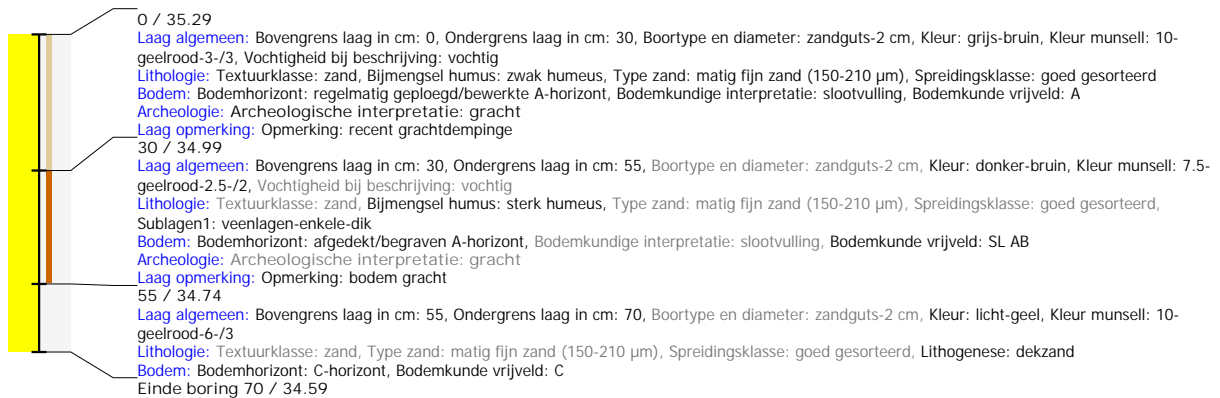 0 / 35.29
Laag algemeen: Bovengrens laag in cm: 0, Ondergrens laag in cm: 30, Boortype en diameter: zandguts-2 cm, Kleur: grijs-bruin, Kleur munsell: 10-
geelrood-3-/3, Vochtigheid bij beschrijving: vochtig
Lithologie: Textuurklasse: zand, Bijmengsel humus: zwak humeus, Type zand: matig fijn zand (150-210 µm), Spreidingsklasse: goed gesorteerd
Bodem: Bodemhorizont: regelmatig geploegd/bewerkte A-horizont, Bodemkundige interpretatie: slootvulling, Bodemkunde vrijveld: A
Archeologie: Archeologische interpretatie: gracht
Laag opmerking: Opmerking: recent grachtdempinge
30 / 34.99
Laag algemeen: Bovengrens laag in cm: 30, Ondergrens laag in cm: 55, Boortype en diameter: zandguts-2 cm, Kleur: donker-bruin, Kleur munsell: 7.5-
geelrood-2.5-/2, Vochtigheid bij beschrijving: vochtig
Lithologie: Textuurklasse: zand, Bijmengsel humus: sterk humeus, Type zand: matig fijn zand (150-210 µm), Spreidingsklasse: goed gesorteerd,
Sublagen1: veenlagen-enkele-dik
Bodem: Bodemhorizont: afgedekt/begraven A-horizont, Bodemkundige interpretatie: slootvulling, Bodemkunde vrijveld: SL AB
Archeologie: Archeologische interpretatie: gracht
Laag opmerking: Opmerking: bodem gracht
55 / 34.74
Laag algemeen: Bovengrens laag in cm: 55, Ondergrens laag in cm: 70, Boortype en diameter: zandguts-2 cm, Kleur: licht-geel, Kleur munsell: 10-
geelrood-6-/3
Lithologie: Textuurklasse: zand, Type zand: matig fijn zand (150-210 µm), Spreidingsklasse: goed gesorteerd, Lithogenese: dekzand
Bodem: Bodemhorizont: C-horizont, Bodemkunde vrijveld: C
Einde boring 70 / 34.59